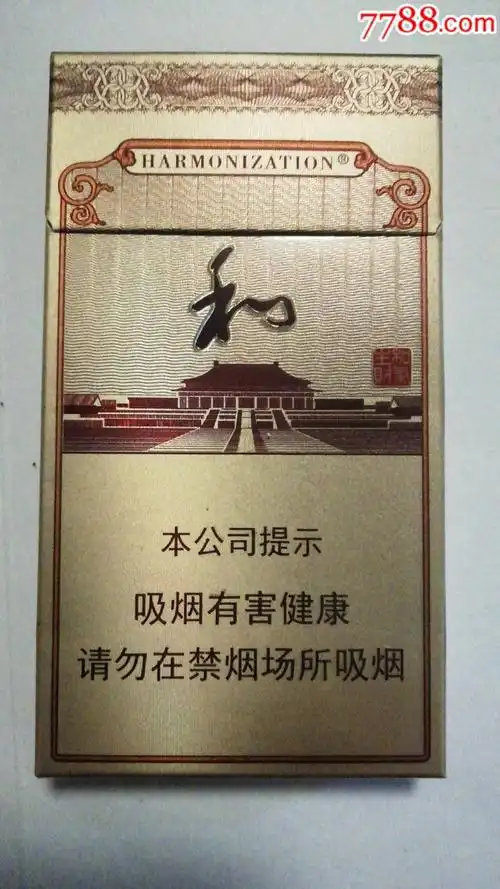 7788.com
HARMONIZATION®
和
本公司提示
吸烟有害健康
请勿在禁烟场所吸烟